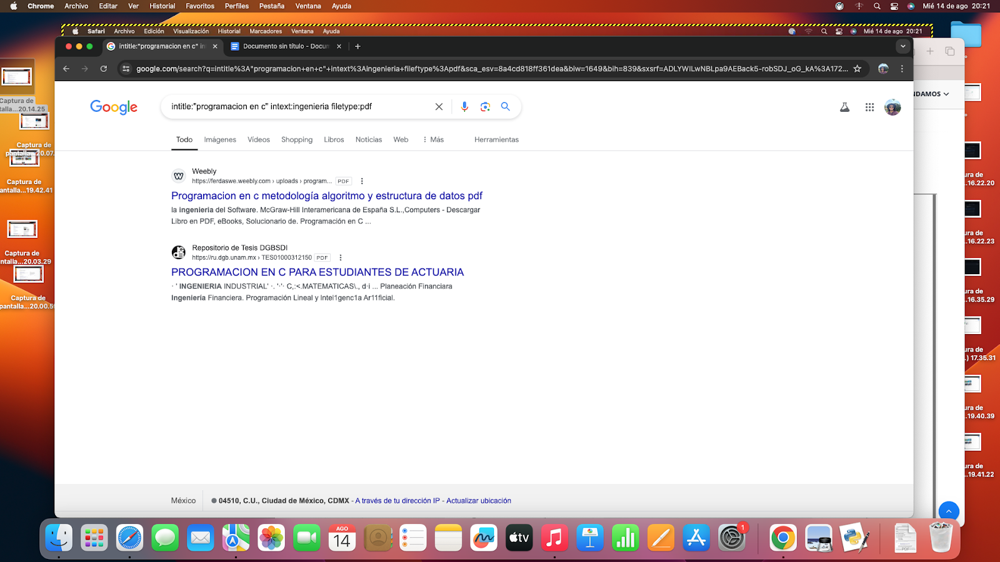 Chrome Archivo Editar Ver Historial Favoritos Perfiles Pestaña Ventana Ayuda Mié 14 de ago 20:21
Safari Archivo Edición Visualización Historial Marcadores Ventana Ayuda Mié 14 de ago 20:21
intitle:"programacion en c" in Documento sin título - Docum
google.com/search?q=intitle%3A"programacion+en+c"+intext%3Aingenieria+fileftype%3Apdf&sca_esv=8a4cd818ff361dea&biw=1649&bih=839&sxsrf=ADLYWILwNBLpa9AEBack5-robSDJ_oG_kA%3A172...
NDAMOS
Google
intitle:"programacion en c" intext:ingenieria filetype:pdf
Todo Imágenes Vídeos Shopping Libros Noticias Web Más Herramientas
Weebly
https://ferdaswe.weebly.com › uploads › program... PDF
Programacion en c metodología algoritmo y estructura de datos pdf
la ingenieria del Software. McGraw-Hill Interamericana de España S.L.,Computers - Descargar
Libro en PDF, eBooks, Solucionario de. Programación en C ...
Repositorio de Tesis DGBSDI
https://ru.dgb.unam.mx › TES01000312150 PDF
PROGRAMACION EN C PARA ESTUDIANTES DE ACTUARIA
· ' INGENIERIA INDUSTRIAL' ·. '·'· C,:<.MATEMATICAS\., d·i ... Planeación Financiara
Ingeniería Financiera. Programación Lineal y Intel1genc1a Ar11ficial.
México 04510, C.U., Ciudad de México, CDMX - A través de tu dirección IP - Actualizar ubicación
Captura de
talla...20.14.25
Captura de
pantalla...20.07.
Captura de
antalla...19.42.41
Captura de
ntalla...20.03.29
Captura de
pantalla...20.00.59
ura de
.16.22.20
ura de
.16.22.23
ura de
.16.35.29
ura de
.) 17.35.31
ura de
..19.40.39
ura de
..19.41.22
AGO
14
tv
1
PDF